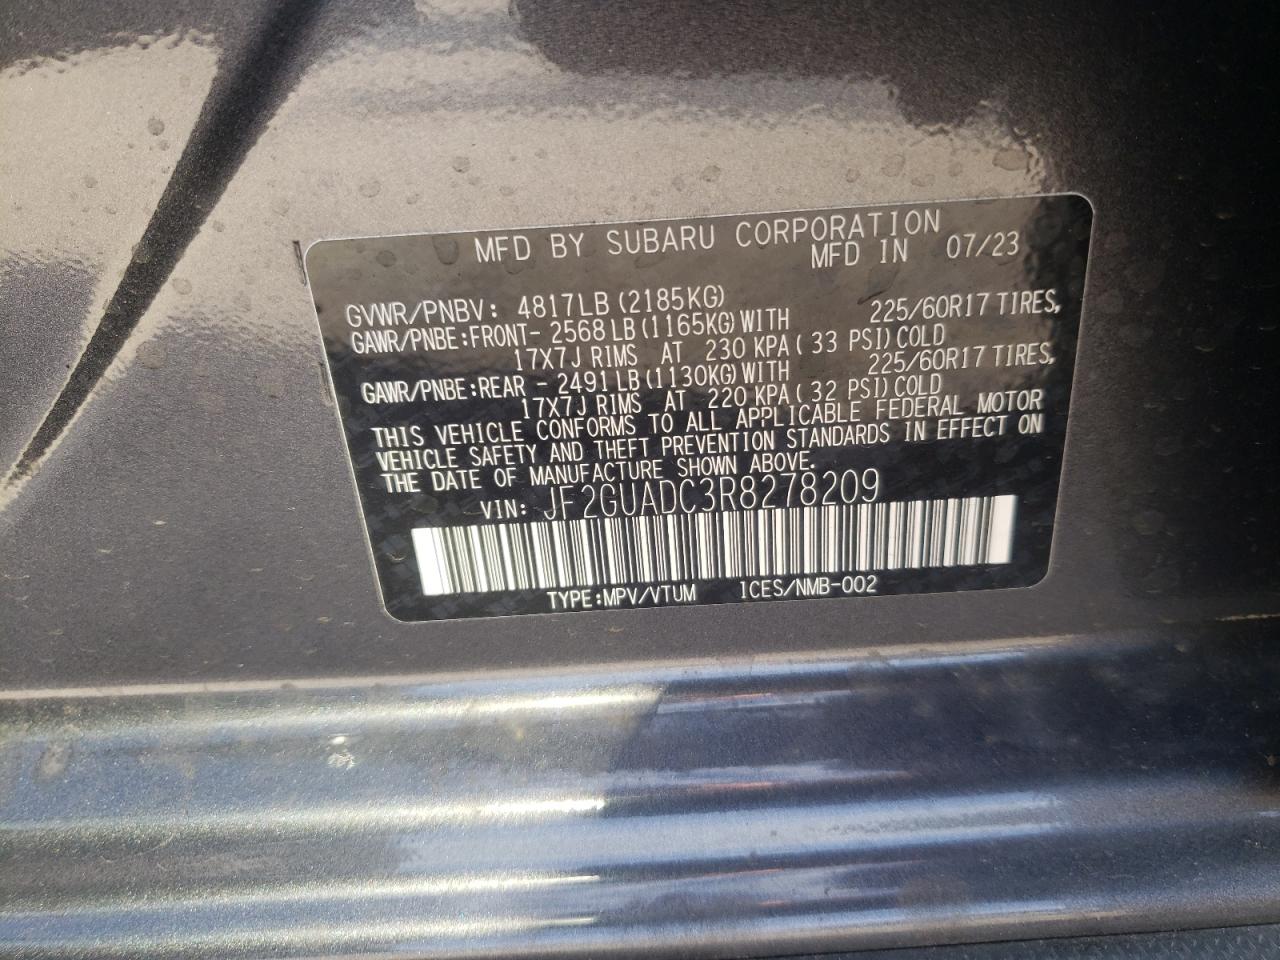 MFD BY SUBARU CORPORATION
MFD IN 07/23
GVWR/PNBV: 4817LB (2185KG)
GAWR/PNBE:FRONT- 2568 LB (1165KG) WITH 225/60R17 TIRES,
17X7J RIMS AT 230 KPA ( 33 PSI) COLD
GAWR/PNBE:REAR - 2491 LB (1130KG) WITH 225/60R17 TIRES,
17X7J RIMS AT 220 KPA ( 32 PSI) COLD
THIS VEHICLE CONFORMS TO ALL APPLICABLE FEDERAL MOTOR
VEHICLE SAFETY AND THEFT PREVENTION STANDARDS IN EFFECT ON
THE DATE OF MANUFACTURE SHOWN ABOVE.
VIN: JF2GUADC3R8278209
TYPE:MPV/VTUM ICES/NMB-002